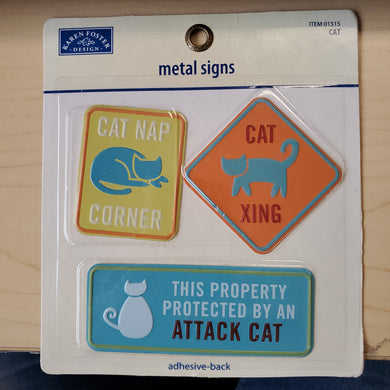 KAREN FOSTER
DESIGN
ITEM 01515
CAT
metal signs
CAT NAP
CORNER
CAT
XING
THIS PROPERTY
PROTECTED BY AN
ATTACK CAT
adhesive-back